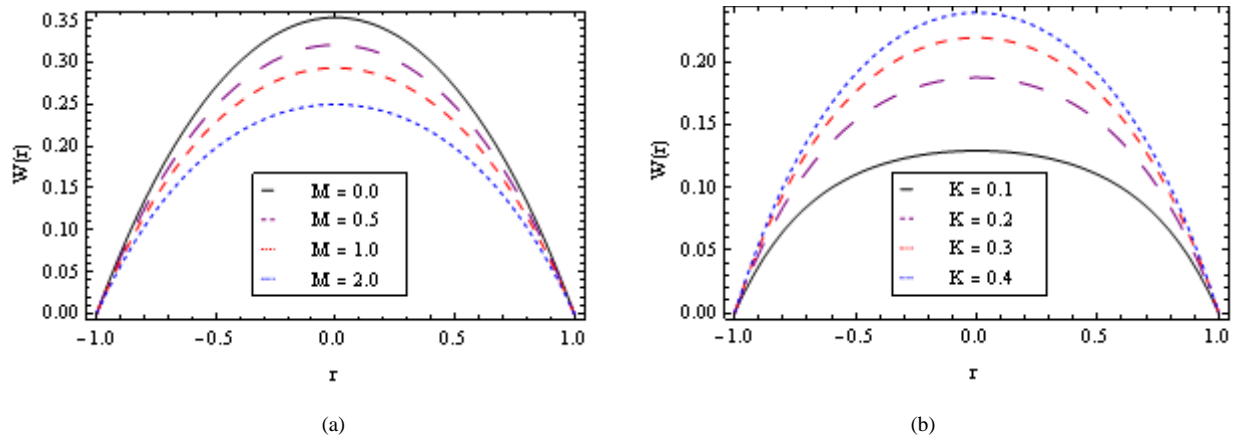 0.35
0.30
0.25
0.20
0.15
0.10
0.05
0.00
W(r)
M = 0.0
M = 0.5
M = 1.0
M = 2.0
−1.0 −0.5 0.0 0.5 1.0
r
(a)
0.20
0.15
0.10
0.05
0.00
W(r)
K = 0.1
K = 0.2
K = 0.3
K = 0.4
−1.0 −0.5 0.0 0.5 1.0
r
(b)